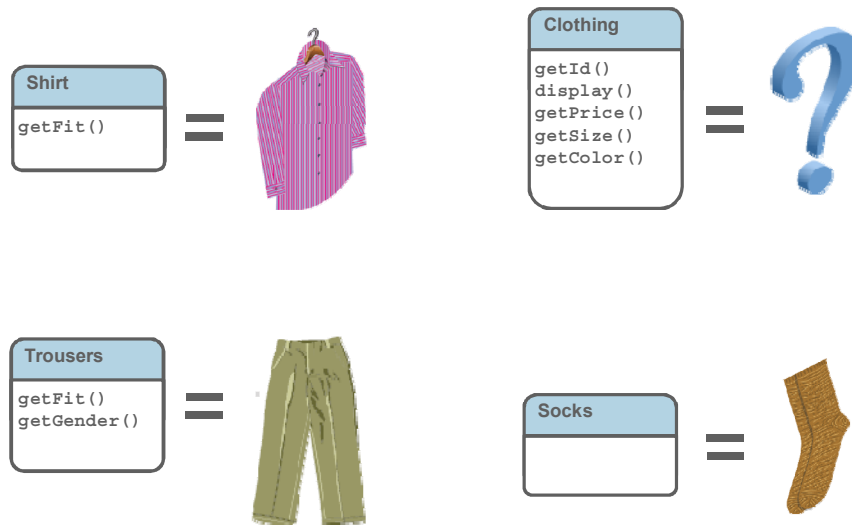 Shirt
getFit()
Clothing
getId()
display()
getPrice()
getSize()
getColor()
Trousers
getFit()
getGender()
Socks